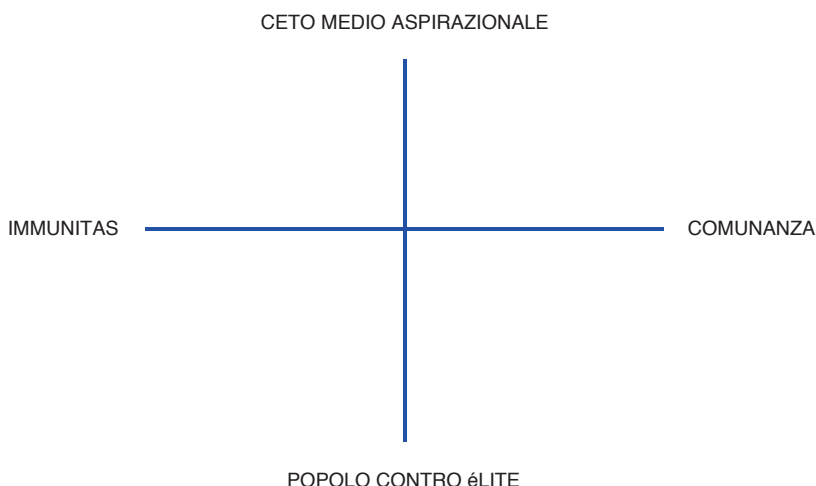 CETO MEDIO ASPIRAZIONALE
IMMUNITAS
COMUNANZA
POPOLO CONTRO éLITE